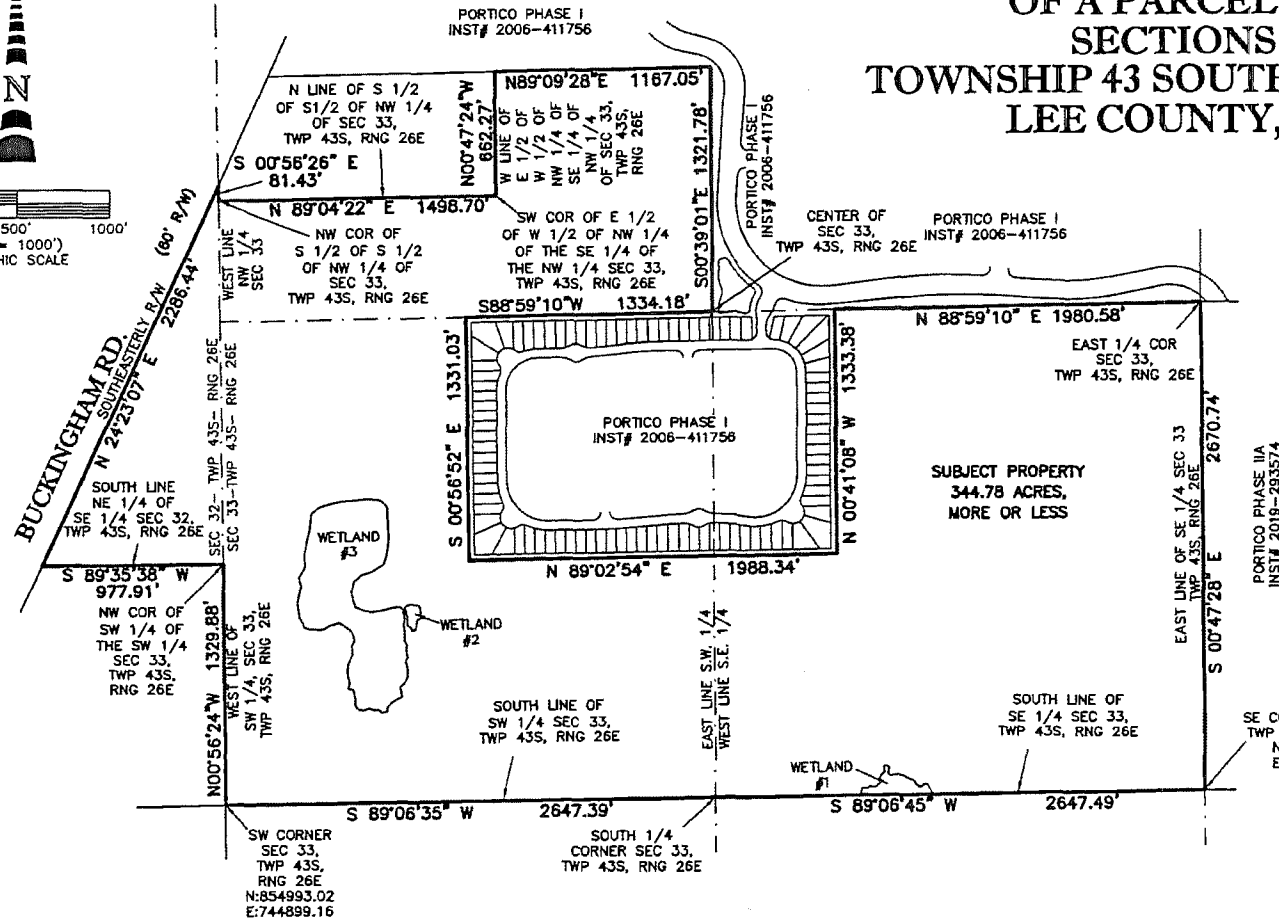 OF A PARCEL
SECTIONS
TOWNSHIP 43 SOUTH
LEE COUNTY,
N
500'
1000'
= 1000')
HIC SCALE
PORTICO PHASE I
INST# 2006-411756
N LINE OF S 1/2
OF S1/2 OF NW 1/4
OF SEC 33,
TWP 43S, RNG 26E
N00°47'24"W
662.27'
N89°09'28"E 1167.05'
W LINE OF
E 1/2 OF
W 1/2 OF
NW 1/4 OF
SE 1/4 OF
NW 1/4
OF SEC 33,
TWP 43S,
RNG 26E
S00°39'01"E 1321.78'
PORTICO PHASE I
INST# 2006-411756
S 00°56'26" E
81.43'
N 89°04'22" E 1498.70'
NW COR OF
S 1/2 OF S 1/2
OF NW 1/4 OF
SEC 33,
TWP 43S, RNG 26E
SW COR OF E 1/2
OF W 1/2 OF NW 1/4
OF THE SE 1/4 OF
THE NW 1/4 SEC 33,
TWP 43S, RNG 26E
CENTER OF
SEC 33,
TWP 43S, RNG 26E
PORTICO PHASE I
INST# 2006-411756
WEST LINE
NW 1/4
SEC 33
BUCKINGHAM RD.
(60' R/W)
SOUTHEASTERLY R/W
N 24°23'07" E 2286.44'
S88°59'10"W 1334.18'
N 88°59'10" E 1980.58'
EAST 1/4 COR
SEC 33,
TWP 43S, RNG 26E
SEC 32- TWP 43S- RNG 26E
SEC 33-TWP 43S- RNG 26E
S 00°56'52" E 1331.03'
PORTICO PHASE I
INST# 2006-411756
N 00°41'08" W 1333.38'
SUBJECT PROPERTY
344.78 ACRES,
MORE OR LESS
EAST LINE OF SE 1/4 SEC 33
TWP 43S, RNG 26E
S 00°47'28" E 2670.74'
PORTICO PHASE IIA
INST# 2019-293574
SOUTH LINE
NE 1/4 OF
SE 1/4 SEC 32,
TWP 43S, RNG 26E
S 89°35'38" W
977.91'
WETLAND
#3
N 89°02'54" E 1988.34'
WETLAND
#2
NW COR OF
SW 1/4 OF
THE SW 1/4
SEC 33,
TWP 43S,
RNG 26E
N00°56'24"W 1329.88'
WEST LINE OF
SW 1/4, SEC 33,
TWP 43S, RNG 26E
SOUTH LINE OF
SW 1/4 SEC 33,
TWP 43S, RNG 26E
EAST LINE S.W. 1/4
WEST LINE S.E. 1/4
SOUTH LINE OF
SE 1/4 SEC 33,
TWP 43S, RNG 26E
SE CO
TWP
N
E
WETLAND
#1
S 89°06'35" W 2647.39'
S 89°06'45" W 2647.49'
SW CORNER
SEC 33,
TWP 43S,
RNG 26E
N:854993.02
E:744899.16
SOUTH 1/4
CORNER SEC 33,
TWP 43S, RNG 26E